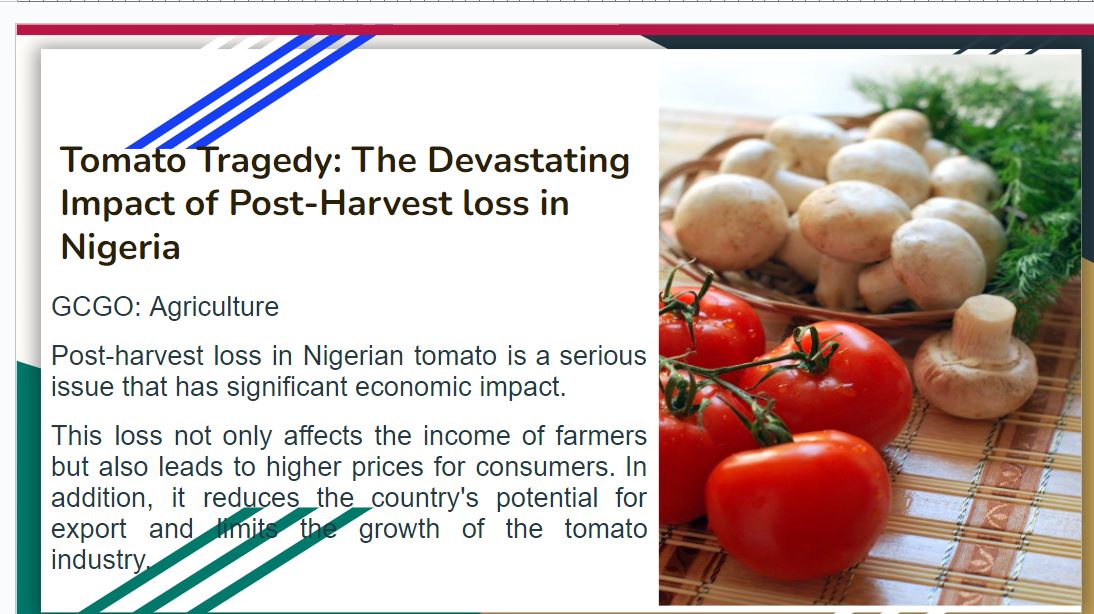 Tomato Tragedy: The Devastating
Impact of Post-Harvest loss in
Nigeria
GCGO: Agriculture
Post-harvest loss in Nigerian tomato is a serious
issue that has significant economic impact.
This loss not only affects the income of farmers
but also leads to higher prices for consumers. In
addition, it reduces the country's potential for
export and limits the growth of the tomato
industry.